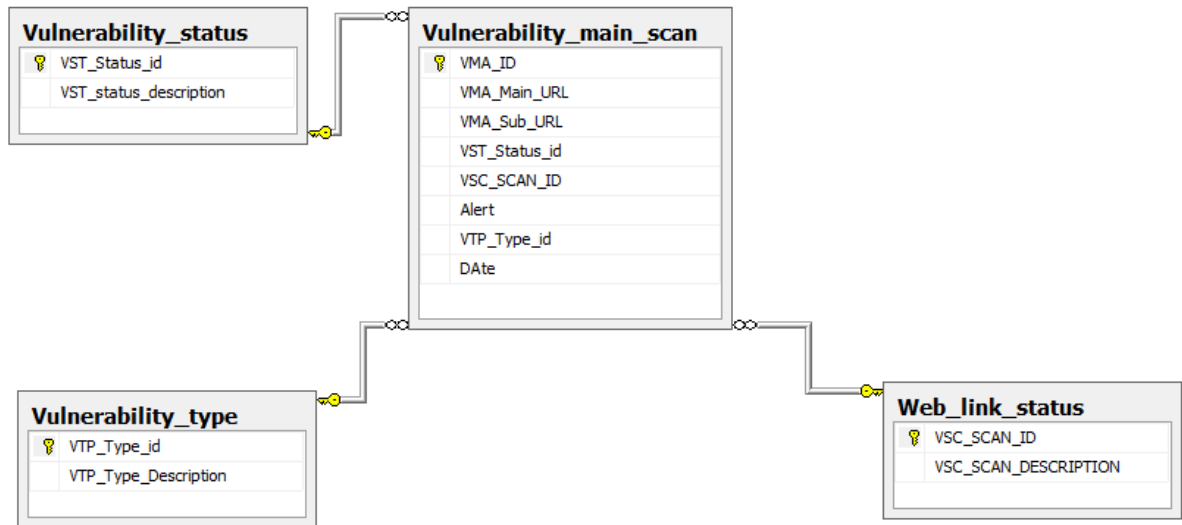 Vulnerability_status
VST_Status_id
VST_status_description
Vulnerability_main_scan
VMA_ID
VMA_Main_URL
VMA_Sub_URL
VST_Status_id
VSC_SCAN_ID
Alert
VTP_Type_id
DAte
Vulnerability_type
VTP_Type_id
VTP_Type_Description
Web_link_status
VSC_SCAN_ID
VSC_SCAN_DESCRIPTION